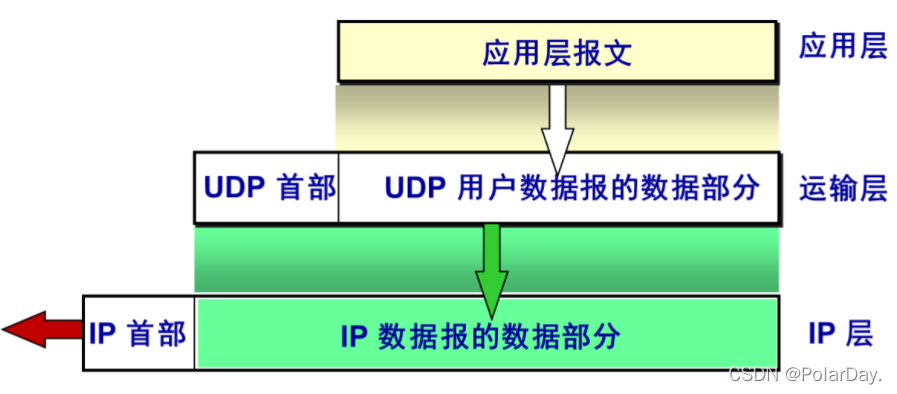 应用层报文
应用层
UDP 首部
UDP 用户数据报的数据部分
运输层
IP 首部
IP 数据报的数据部分
IP 层
CSDN @PolarDay.